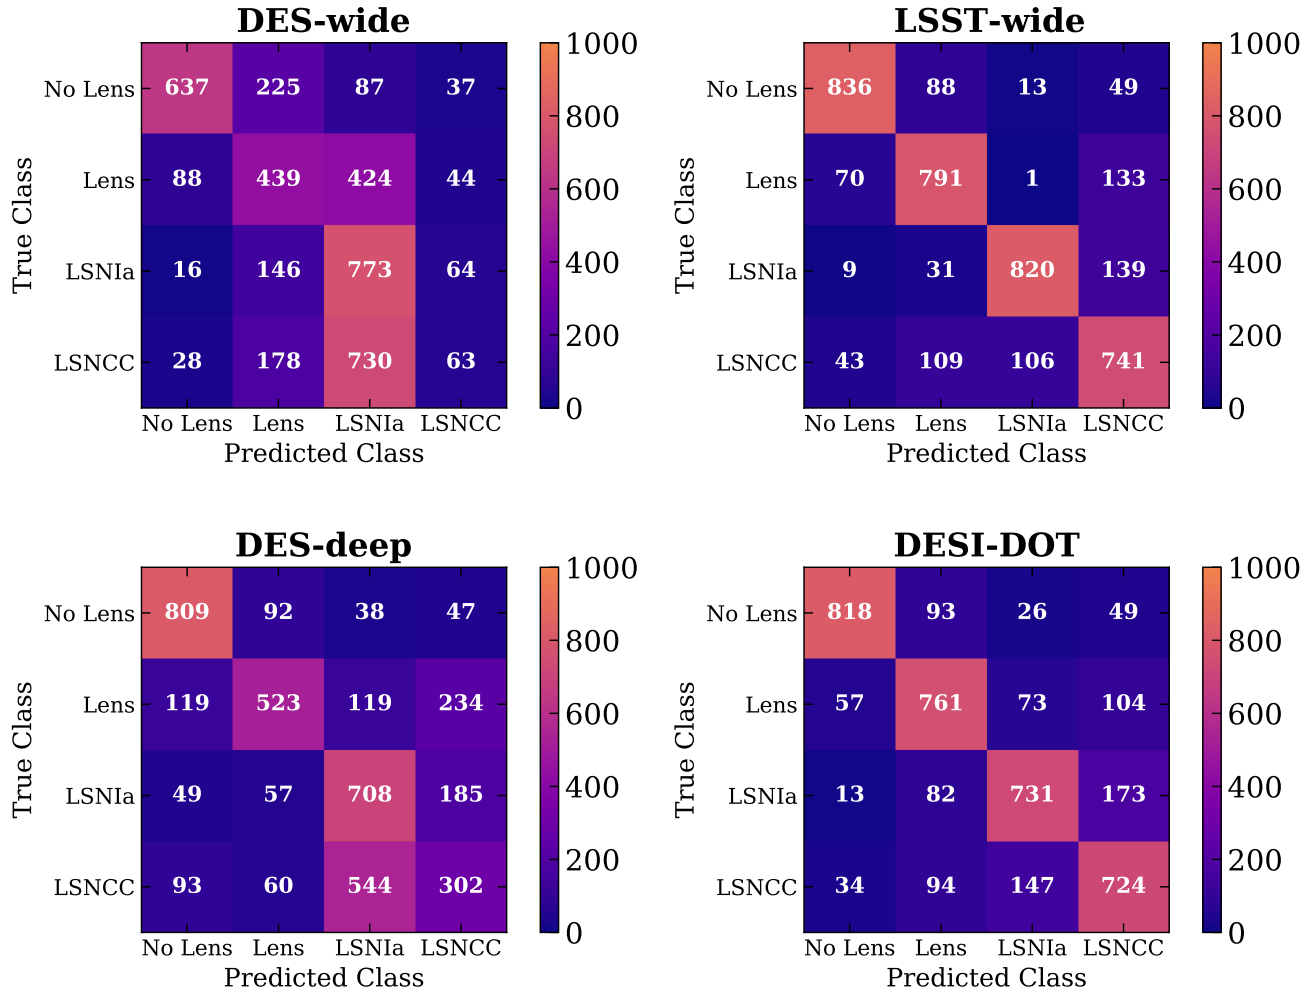 DES-wide
No Lens 637 225 87 37
Lens 88 439 424 44
LSNIa 16 146 773 64
LSNCC 28 178 730 63
No Lens Lens LSNIa LSNCC
Predicted Class
True Class
1000
800
600
400
200
0
LSST-wide
No Lens 836 88 13 49
Lens 70 791 1 133
LSNIa 9 31 820 139
LSNCC 43 109 106 741
No Lens Lens LSNIa LSNCC
Predicted Class
True Class
1000
800
600
400
200
0
DES-deep
No Lens 809 92 38 47
Lens 119 523 119 234
LSNIa 49 57 708 185
LSNCC 93 60 544 302
No Lens Lens LSNIa LSNCC
Predicted Class
True Class
1000
800
600
400
200
0
DESI-DOT
No Lens 818 93 26 49
Lens 57 761 73 104
LSNIa 13 82 731 173
LSNCC 34 94 147 724
No Lens Lens LSNIa LSNCC
Predicted Class
True Class
1000
800
600
400
200
0